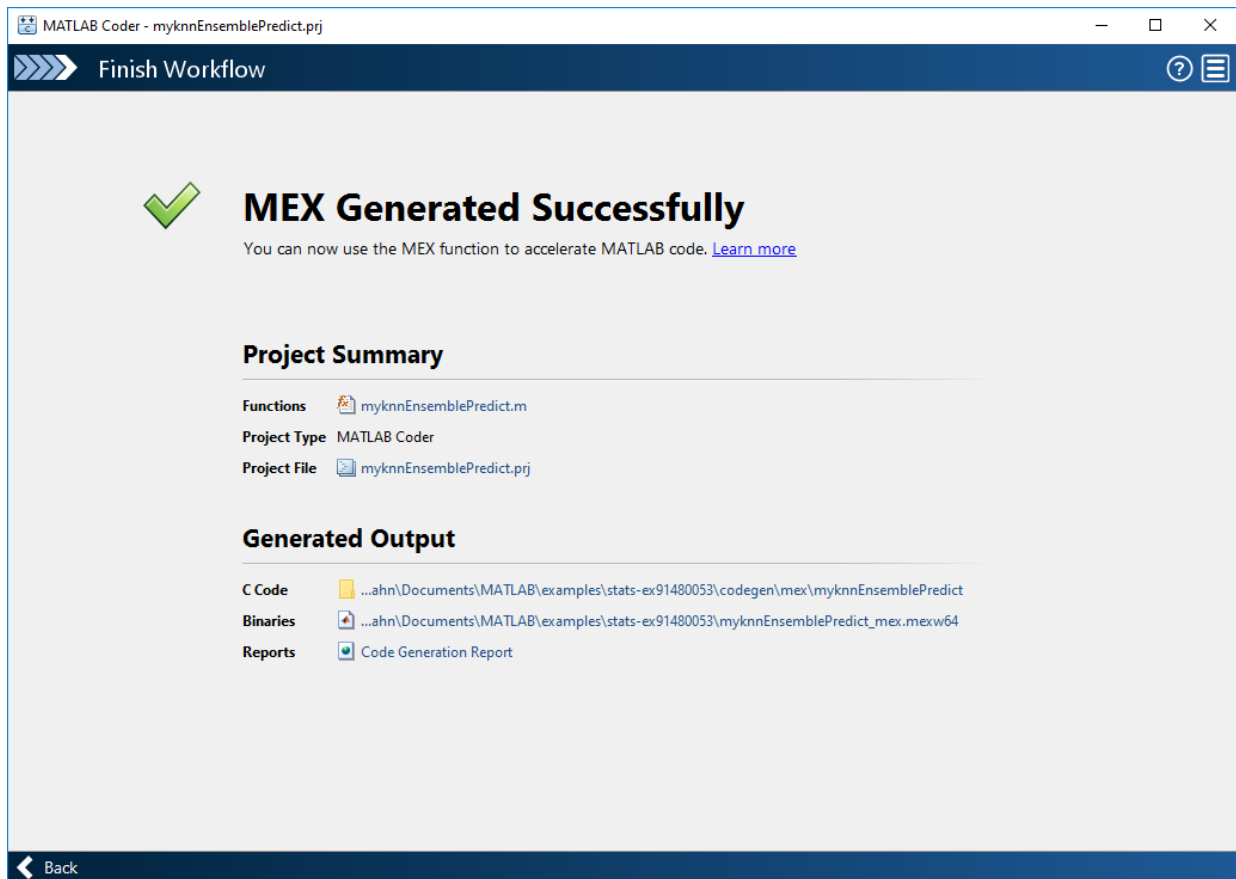 MATLAB Coder - myknnEnsemblePredict.prj
Finish Workflow
MEX Generated Successfully
You can now use the MEX function to accelerate MATLAB code. Learn more
Project Summary
Functions myknnEnsemblePredict.m
Project Type MATLAB Coder
Project File myknnEnsemblePredict.prj
Generated Output
C Code ...ahn\Documents\MATLAB\examples\stats-ex91480053\codegen\mex\myknnEnsemblePredict
Binaries ...ahn\Documents\MATLAB\examples\stats-ex91480053\myknnEnsemblePredict_mex.mexw64
Reports Code Generation Report
Back